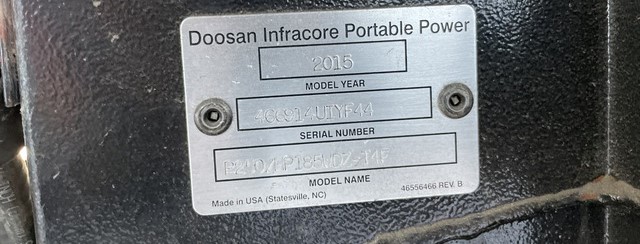 Doosan Infracore Portable Power
2015
MODEL YEAR
SERIAL NUMBER
MODEL NAME
46556466 REV. B
Made in USA (Statesville, NC)